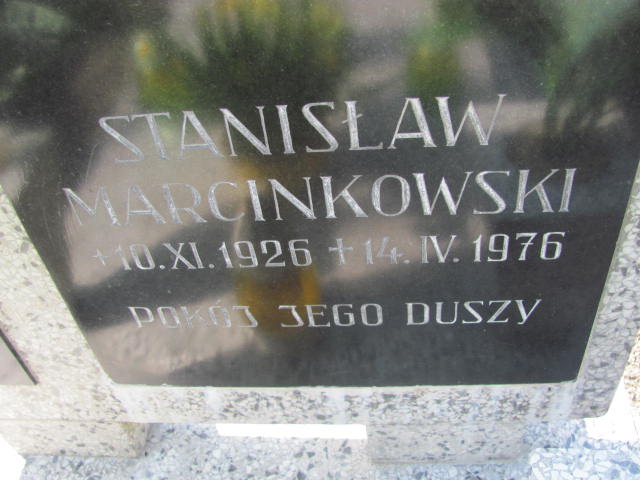 STANISŁAW
MARCINKOWSKI
*10.XI.1926 +14.IV.1976
POKÓJ JEGO DUSZY